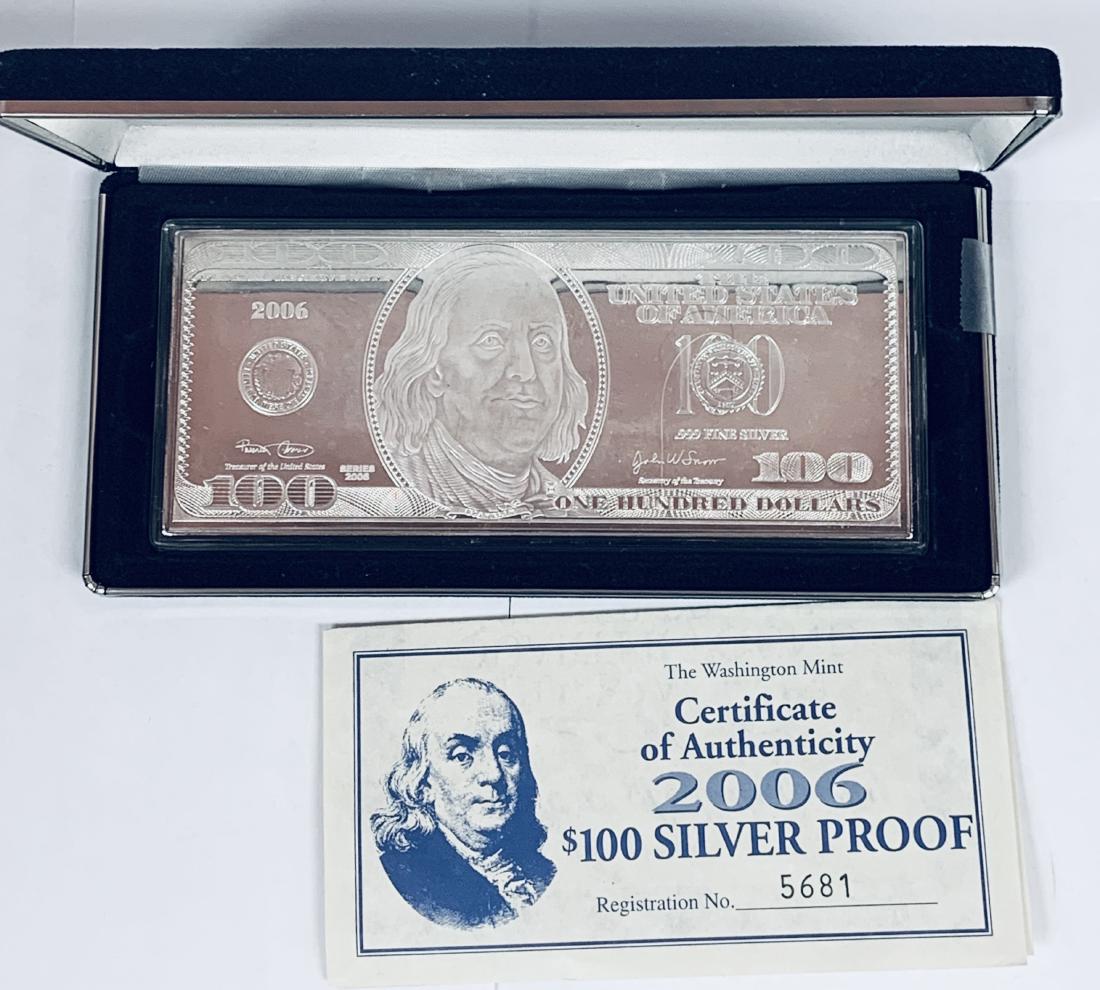 2006
UNITED STATES
OF AMERICA
100
.999 FINE SILVER
Treasurer of the United States
SERIES
2006
John W Snow
Secretary of the Treasury
100
100
ONE HUNDRED DOLLARS
The Washington Mint
Certificate
of Authenticity
2006
$100 SILVER PROOF
Registration No. 5681